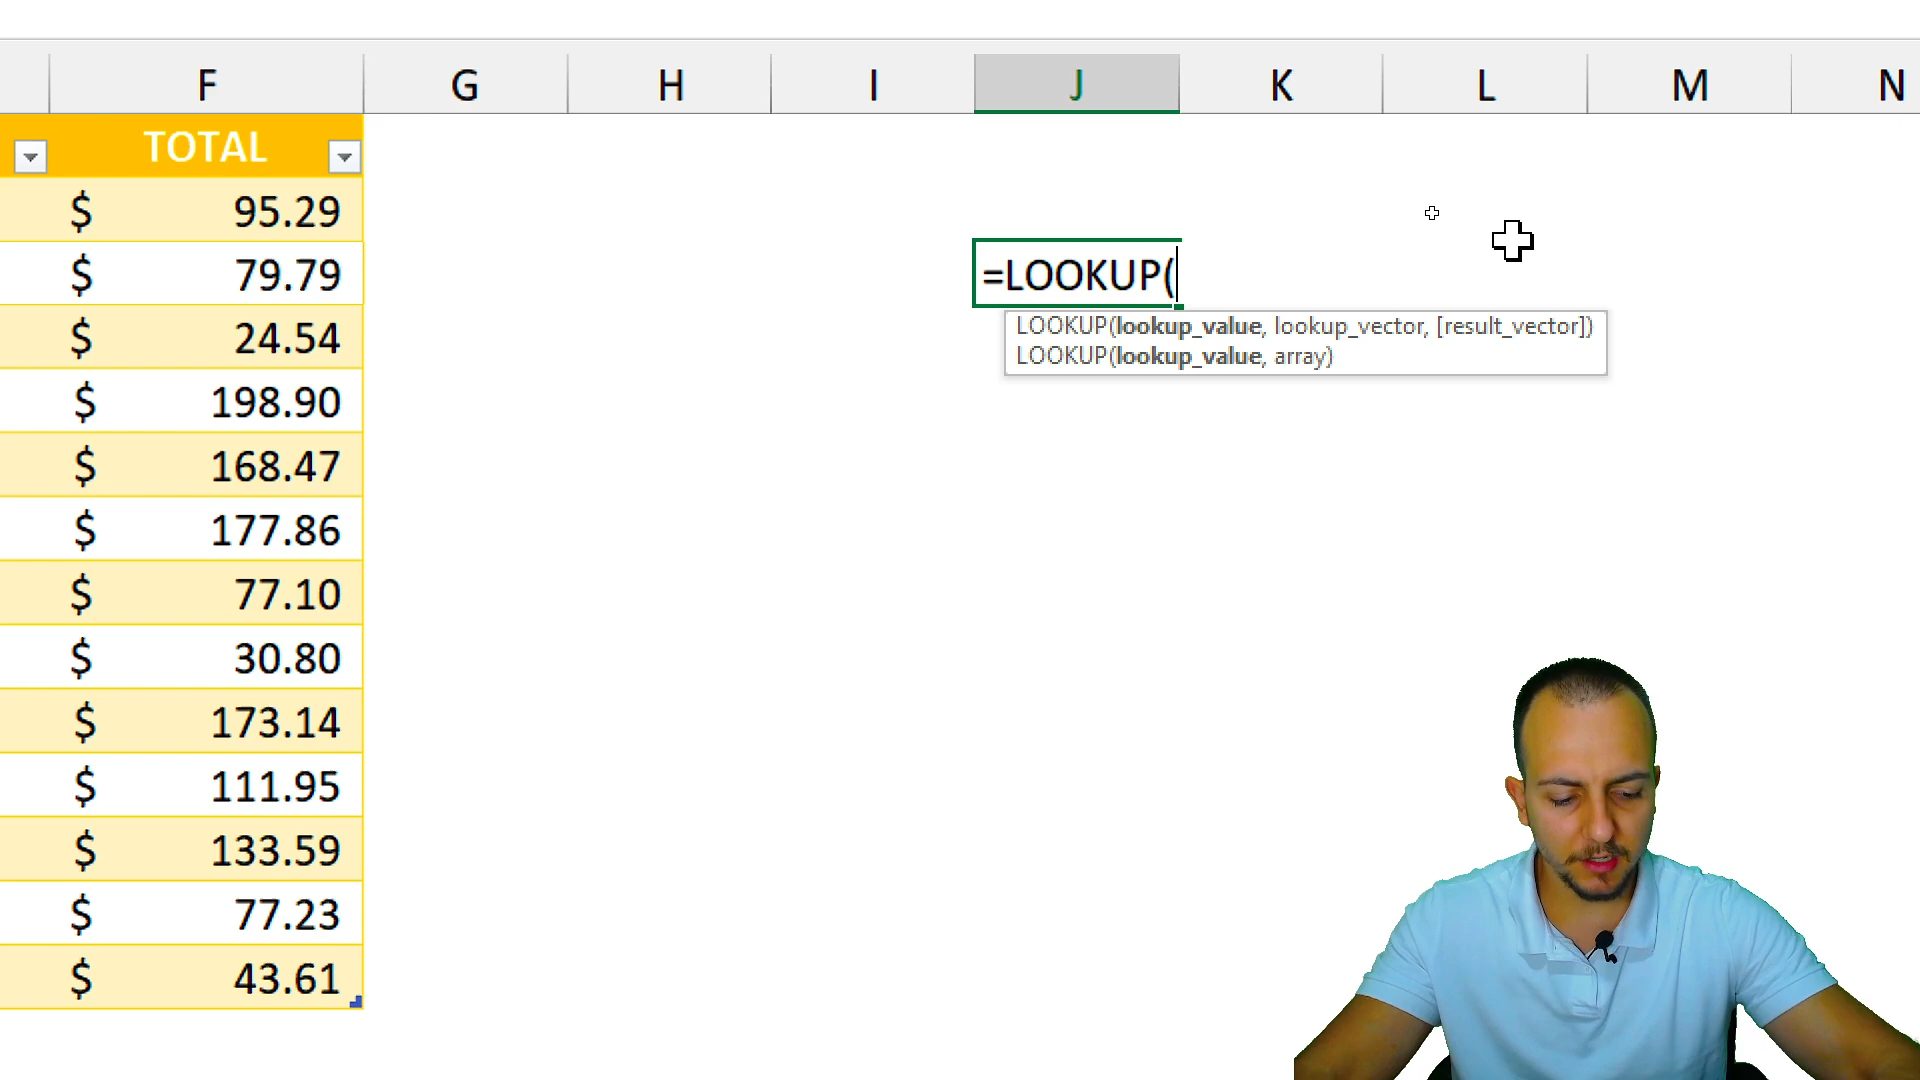 F G H I J K L M N
TOTAL
$ 95.29
$ 79.79
=LOOKUP(
LOOKUP(lookup_value, lookup_vector, [result_vector])
$ 24.54
LOOKUP(lookup_value, array)
$ 198.90
$ 168.47
$ 177.86
$ 77.10
$ 30.80
$ 173.14
$ 111.95
$ 133.59
$ 77.23
$ 43.61